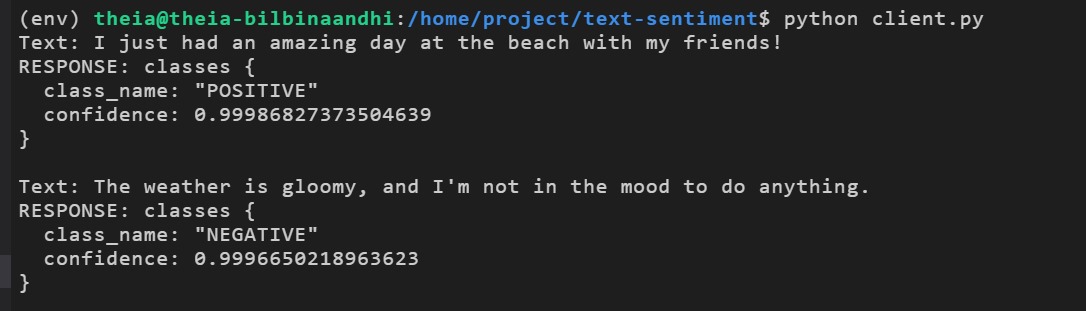 (env) theia@theia-bilbinaandhi:/home/project/text-sentiment$ python client.py
Text: I just had an amazing day at the beach with my friends!
RESPONSE: classes {
  class_name: "POSITIVE"
  confidence: 0.99986827373504639
}

Text: The weather is gloomy, and I'm not in the mood to do anything.
RESPONSE: classes {
  class_name: "NEGATIVE"
  confidence: 0.9996650218963623
}